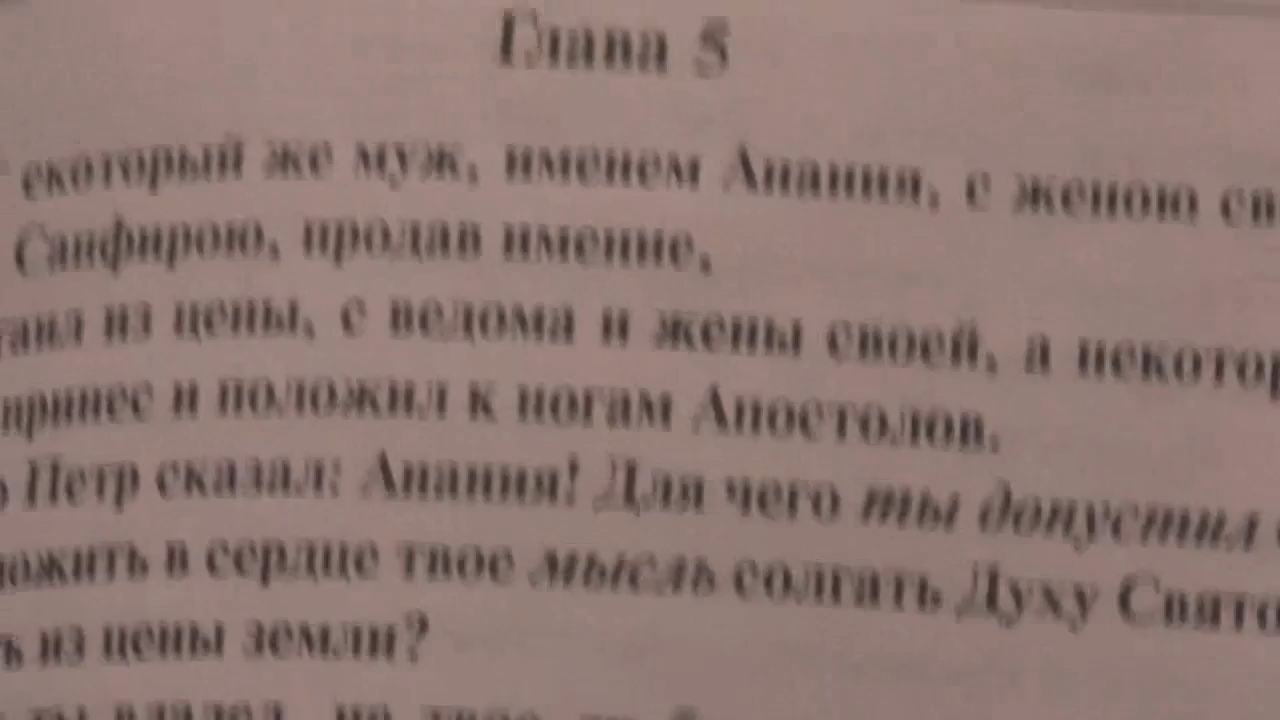 Глава 5
екоторый же муж, именем Анания, с женою св
Сапфирою, продав имение,
таил из цены, с ведома и жены своей, а некотор
принес и положил к ногам Апостолов.
Петр сказал: Анания! Для чего ты допустил
ложить в сердце твое мысль солгать Духу Свято
ь из цены земли?